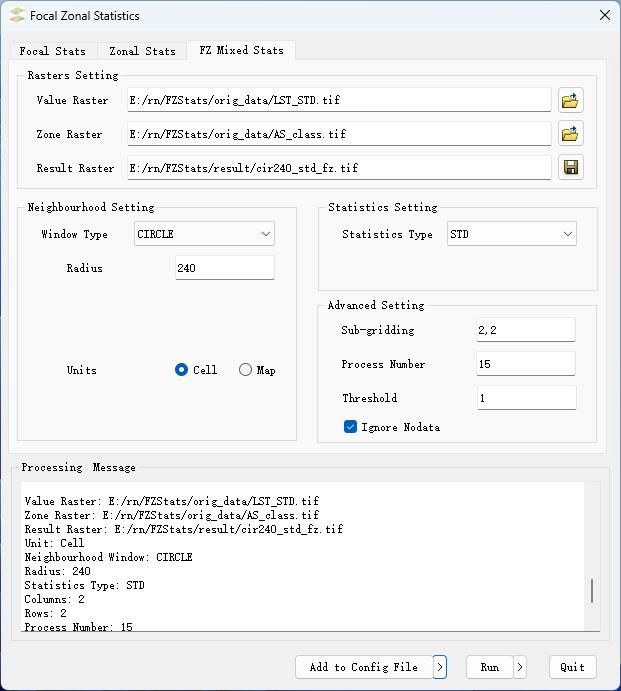 Focal Zonal Statistics
Focal Stats Zonal Stats FZ Mixed Stats
Rasters Setting
Value Raster E:/rn/FZStats/orig_data/LST_STD.tif
Zone Raster E:/rn/FZStats/orig_data/AS_class.tif
Result Raster E:/rn/FZStats/result/cir240_std_fz.tif
Neighbourhood Setting
Window Type CIRCLE
Radius 240
Units Cell Map
Statistics Setting
Statistics Type STD
Advanced Setting
Sub-gridding 2,2
Process Number 15
Threshold 1
Ignore Nodata
Processing Message
Value Raster: E:/rn/FZStats/orig_data/LST_STD.tif
Zone Raster: E:/rn/FZStats/orig_data/AS_class.tif
Result Raster: E:/rn/FZStats/result/cir240_std_fz.tif
Unit: Cell
Neighbourhood Window: CIRCLE
Radius: 240
Statistics Type: STD
Columns: 2
Rows: 2
Process Number: 15
Add to Config File > Run > Quit